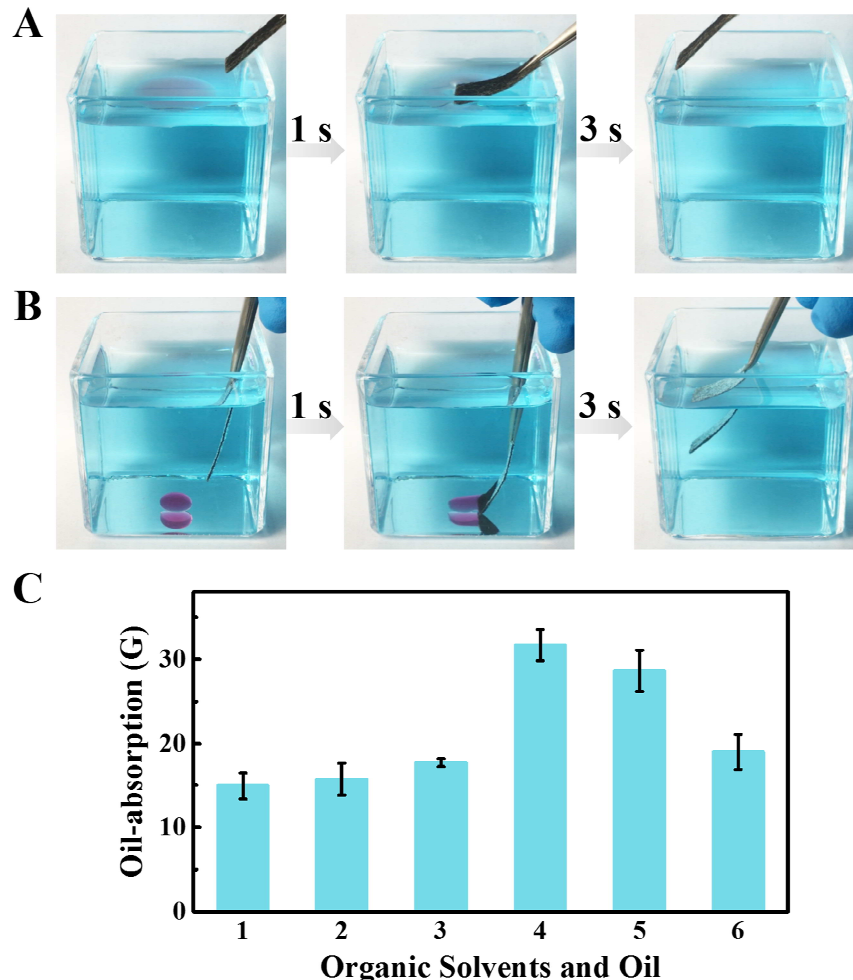 A
1 s
3 s
B
1 s
3 s
C
Oil-absorption (G)
30
20
10
0
1 2 3 4 5 6
Organic Solvents and Oil